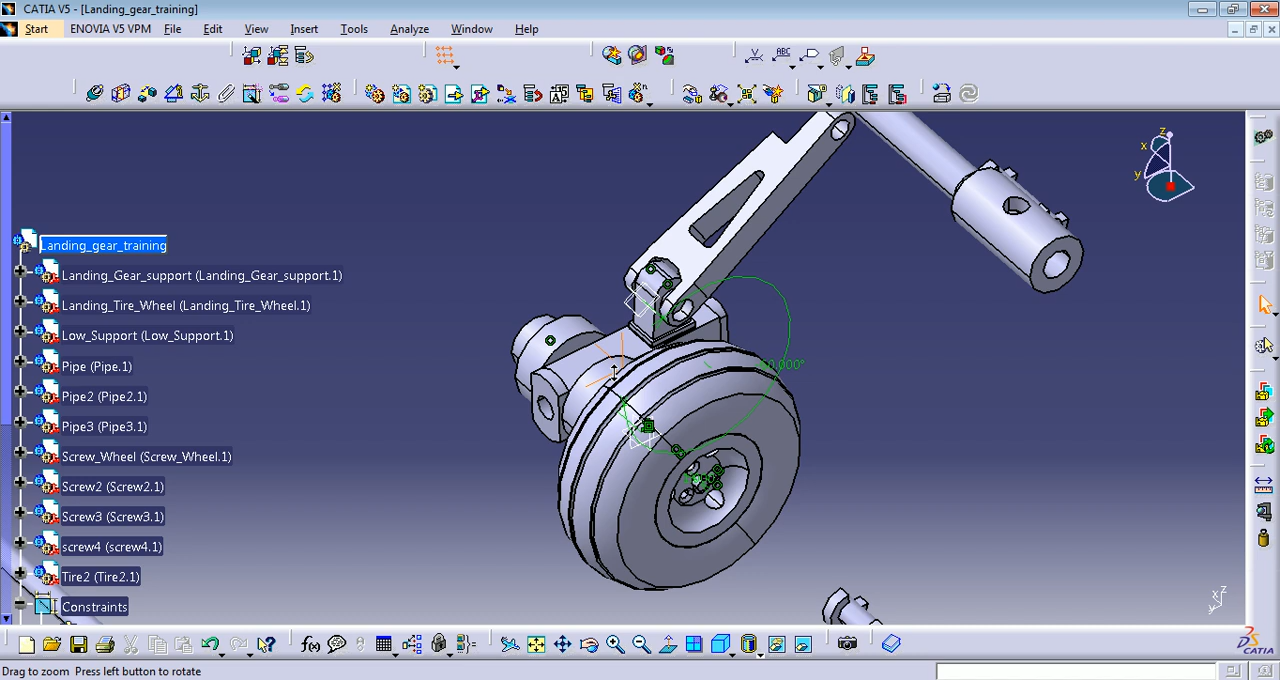 CATIA V5 - [Landing_gear_training]
Start ENOVIA V5 VPM File Edit View Insert Tools Analyze Window Help
ABC
z
x
y
Landing_gear_training
Landing_Gear_support (Landing_Gear_support.1)
Landing_Tire_Wheel (Landing_Tire_Wheel.1)
Low_Support (Low_Support.1)
Pipe (Pipe.1)
Pipe2 (Pipe2.1)
Pipe3 (Pipe3.1)
Screw_Wheel (Screw_Wheel.1)
Screw2 (Screw2.1)
Screw3 (Screw3.1)
screw4 (screw4.1)
Tire2 (Tire2.1)
Constraints
x z
y
f(x)
CATIA
Drag to zoom Press left button to rotate